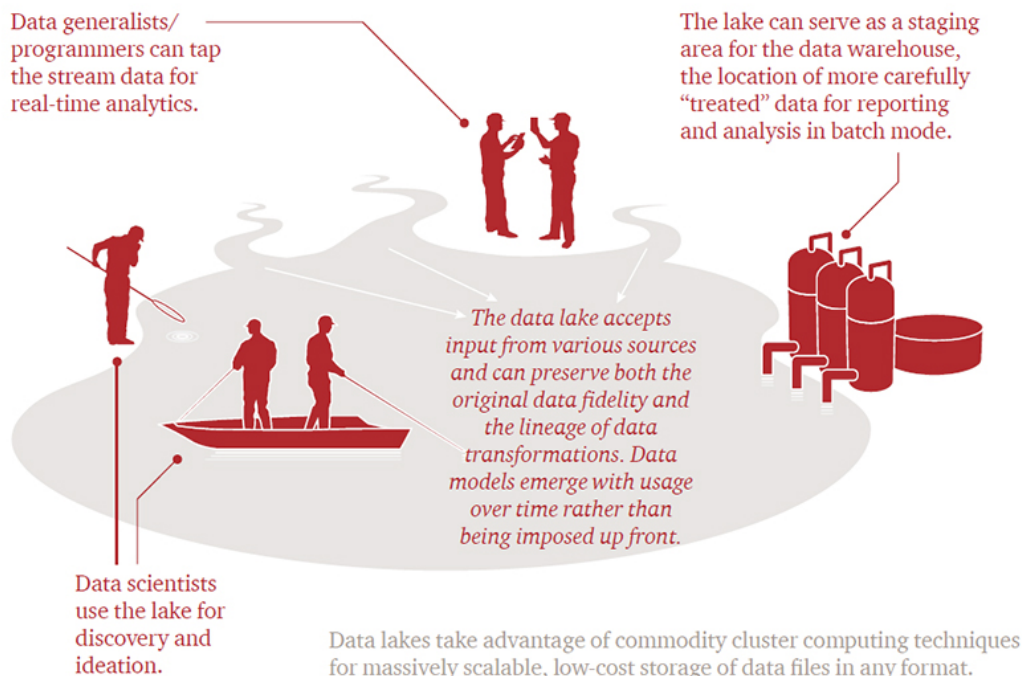 Data generalists/
programmers can tap
the stream data for
real-time analytics.
The lake can serve as a staging
area for the data warehouse,
the location of more carefully
“treated” data for reporting
and analysis in batch mode.
The data lake accepts
input from various sources
and can preserve both the
original data fidelity and
the lineage of data
transformations. Data
models emerge with usage
over time rather than
being imposed up front.
Data scientists
use the lake for
discovery and
ideation.
Data lakes take advantage of commodity cluster computing techniques
for massively scalable, low-cost storage of data files in any format.